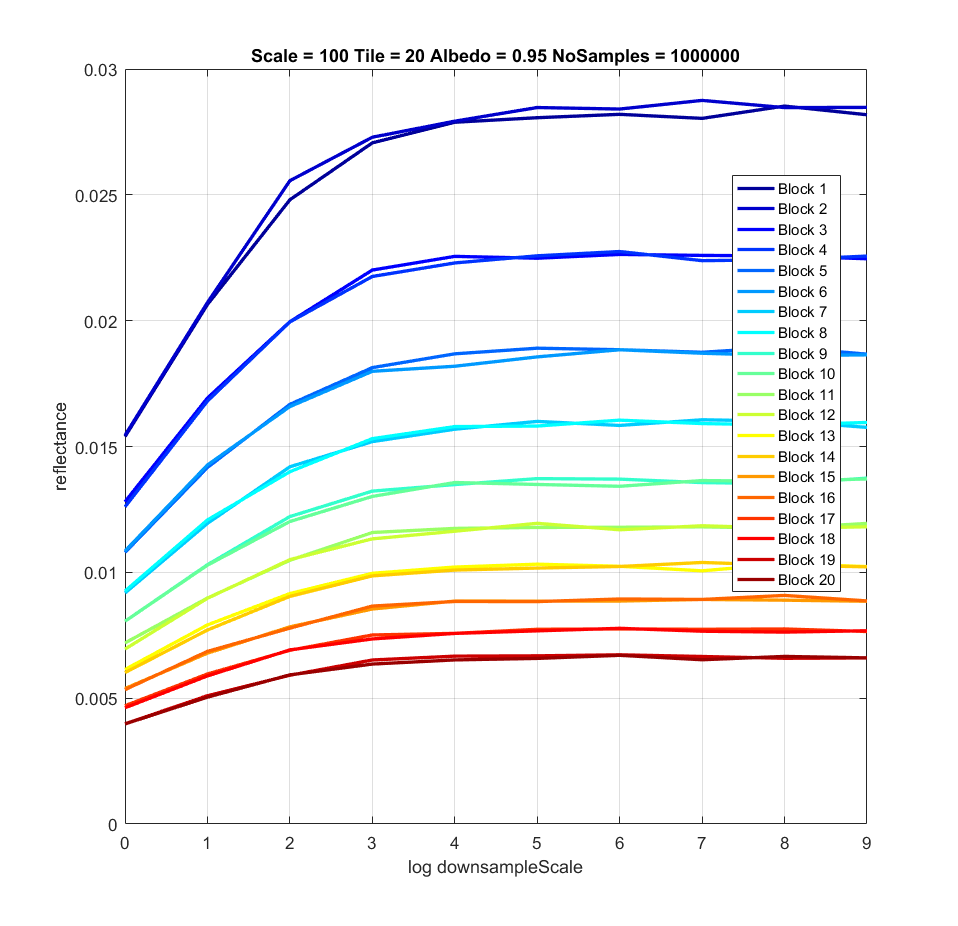 Scale = 100 Tile = 20 Albedo = 0.95 NoSamples = 1000000
0.03
0.025
0.02
0.015
0.01
0.005
0
reflectance
Block 1
Block 2
Block 3
Block 4
Block 5
Block 6
Block 7
Block 8
Block 9
Block 10
Block 11
Block 12
Block 13
Block 14
Block 15
Block 16
Block 17
Block 18
Block 19
Block 20
0 1 2 3 4 5 6 7 8 9
log downsampleScale